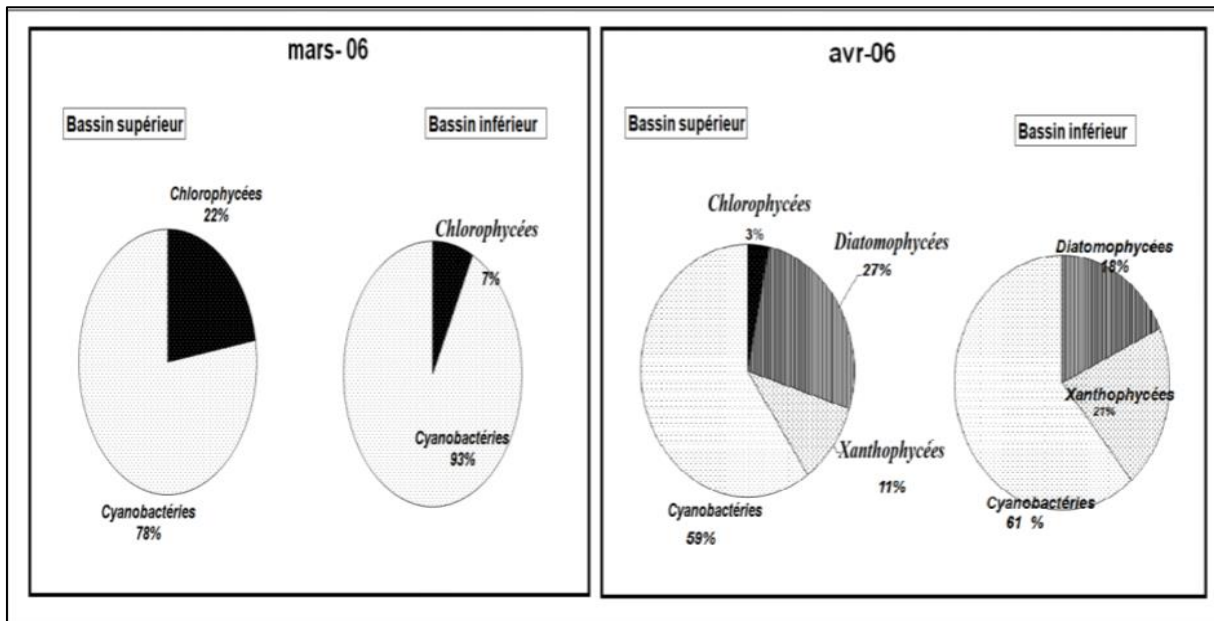 mars- 06
Bassin supérieur
Bassin inférieur
Chlorophycées
22%
Chlorophycées
7%
Cyanobactéries
93%
Cyanobactéries
78%
avr-06
Bassin supérieur
Bassin inférieur
Chlorophycées
3%
Diatomophycées
27%
Diatomophycées
18%
Xanthophycées
21%
Xanthophycées
11%
Cyanobactéries
59%
Cyanobactéries
61 %